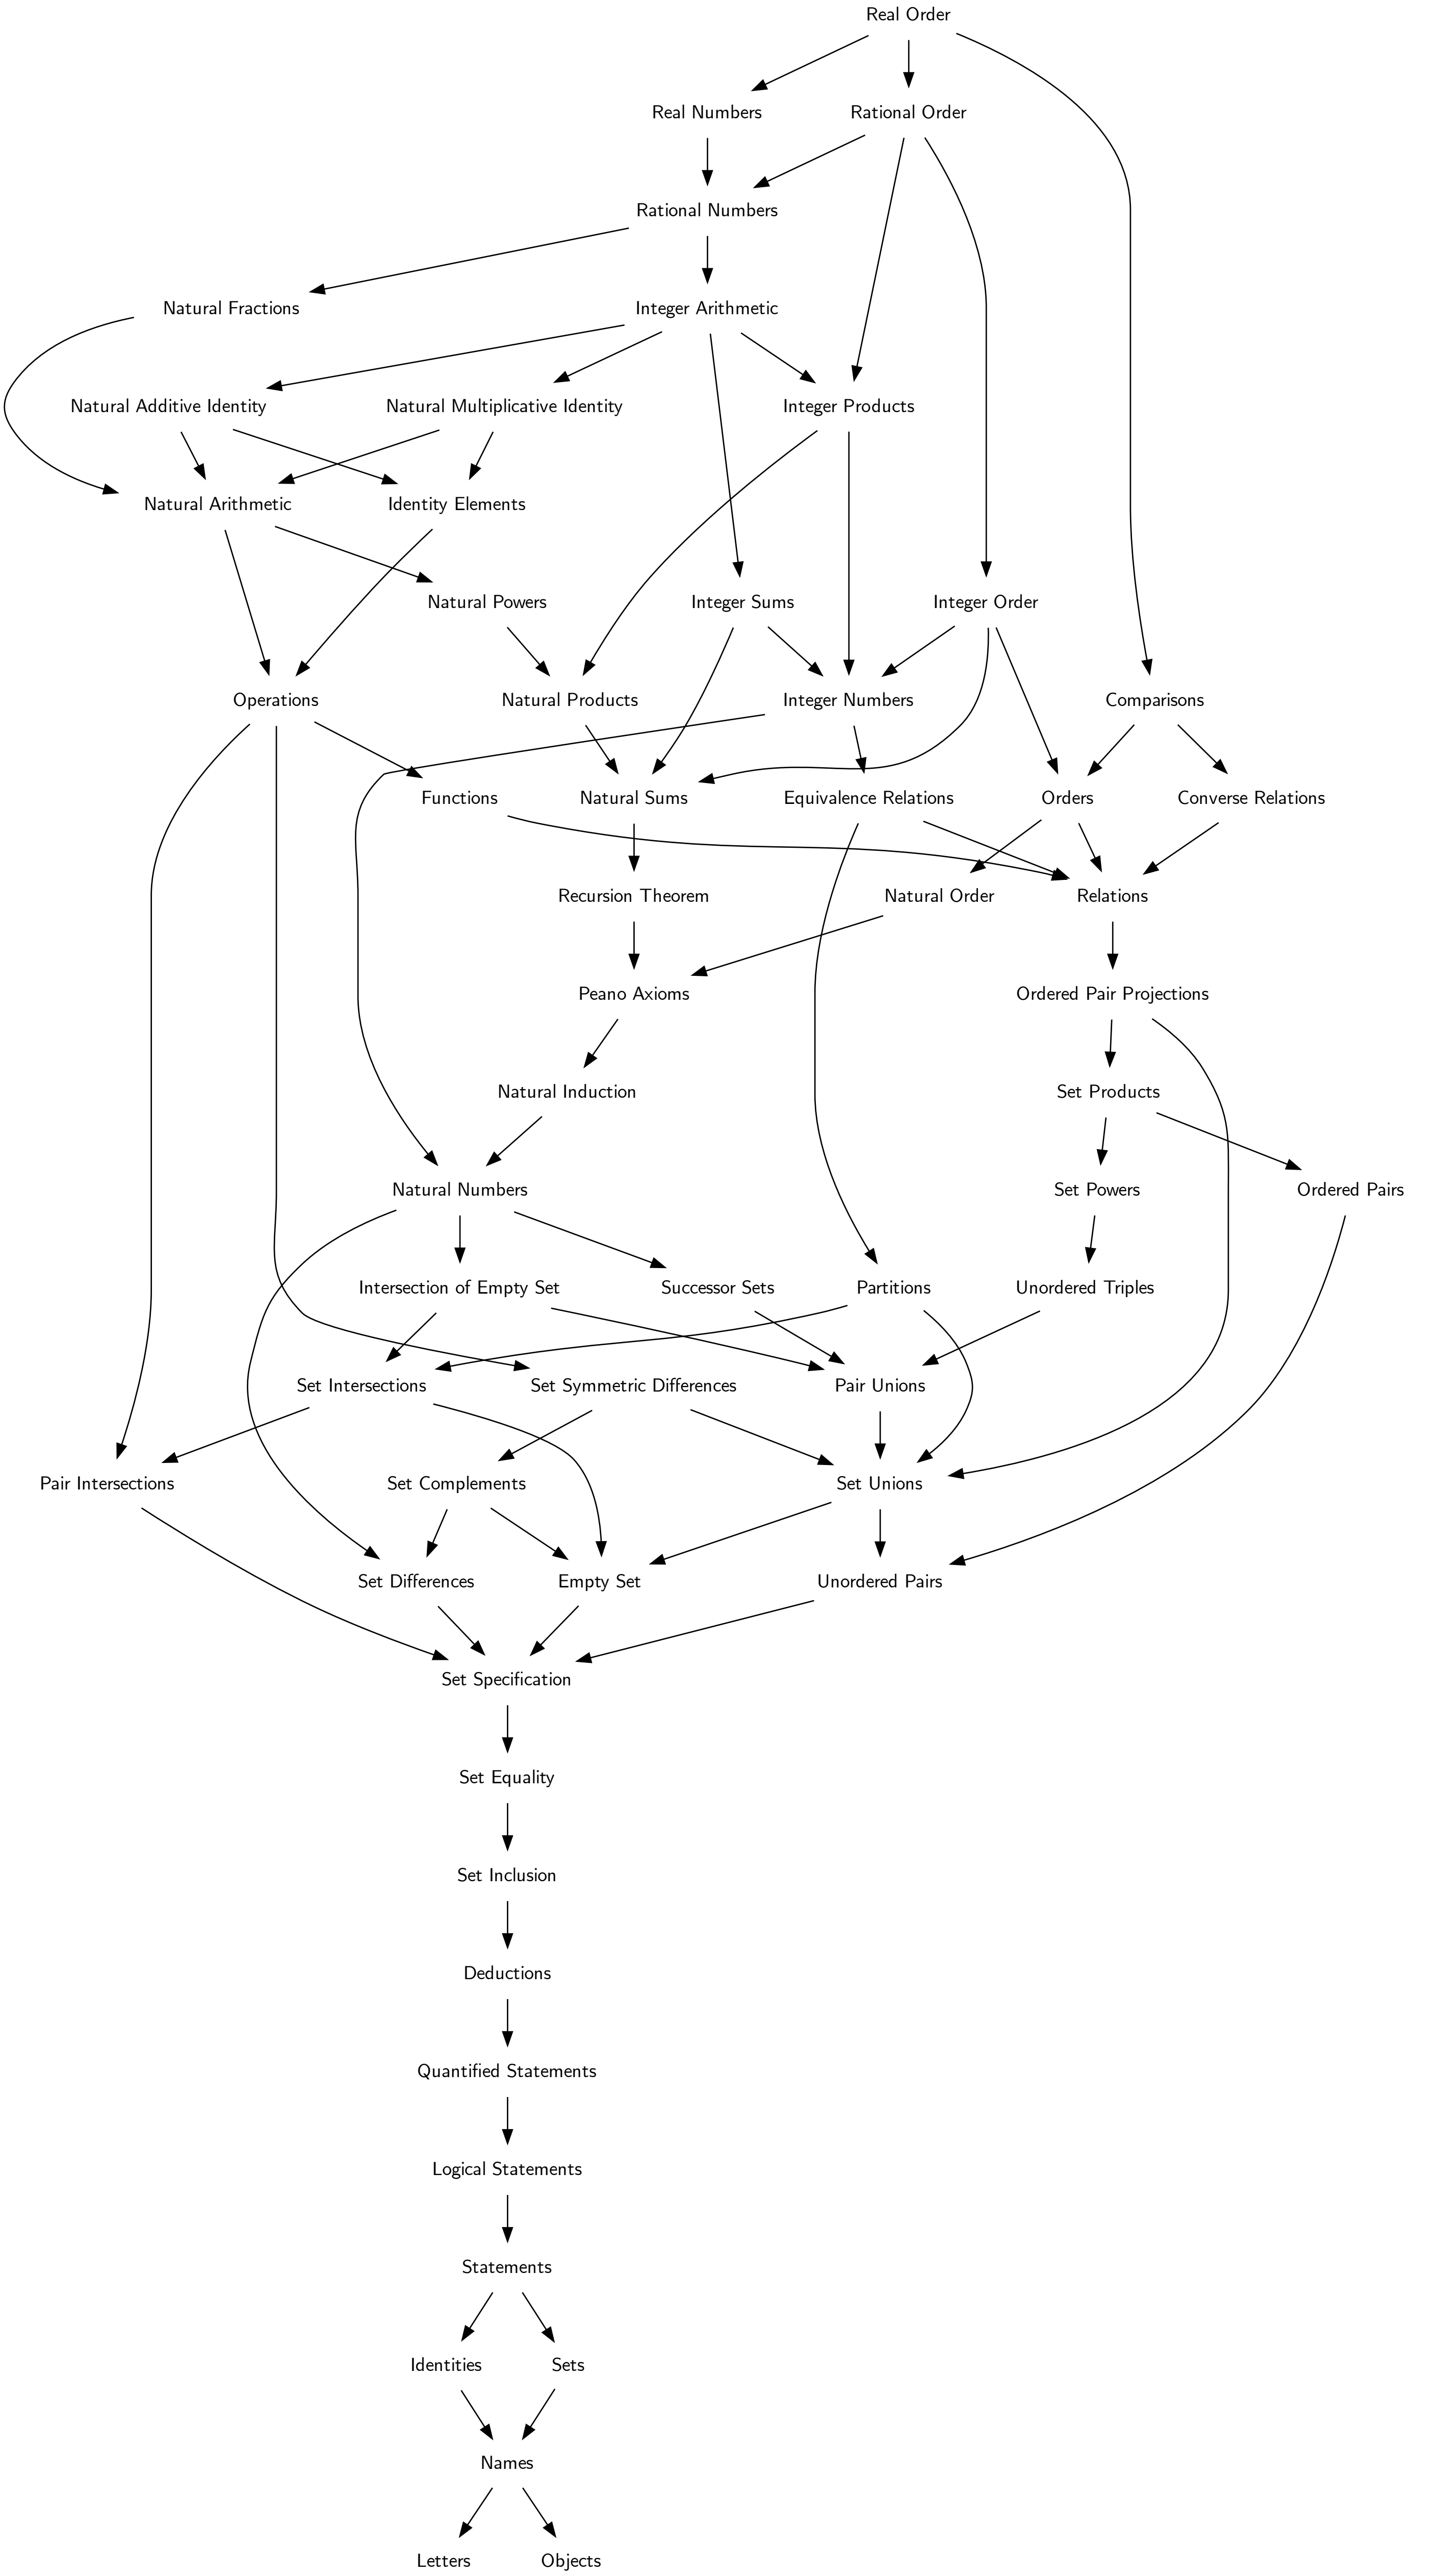 Real Order
Real Numbers
Rational Order
Rational Numbers
Natural Fractions
Integer Arithmetic
Natural Additive Identity
Natural Multiplicative Identity
Integer Products
Natural Arithmetic
Identity Elements
Natural Powers
Integer Sums
Integer Order
Operations
Natural Products
Integer Numbers
Comparisons
Functions
Natural Sums
Equivalence Relations
Orders
Converse Relations
Recursion Theorem
Natural Order
Relations
Peano Axioms
Ordered Pair Projections
Natural Induction
Set Products
Natural Numbers
Set Powers
Ordered Pairs
Intersection of Empty Set
Successor Sets
Partitions
Unordered Triples
Set Intersections
Set Symmetric Differences
Pair Unions
Pair Intersections
Set Complements
Set Unions
Set Differences
Empty Set
Unordered Pairs
Set Specification
Set Equality
Set Inclusion
Deductions
Quantified Statements
Logical Statements
Statements
Identities
Sets
Names
Letters
Objects